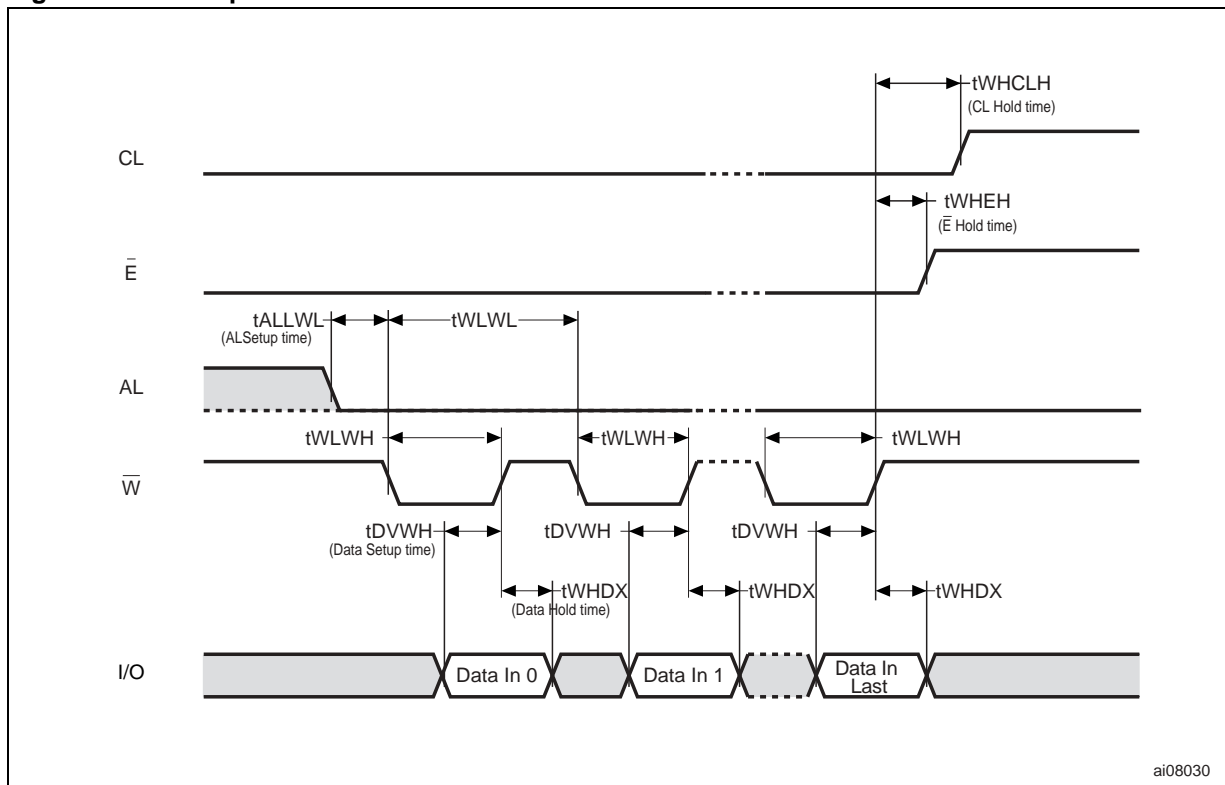 tWHCLH
(CL Hold time)
CL
tWHEH
(E̅ Hold time)
E̅
tALLWL
(ALSetup time)
tWLWL
AL
tWLWH
tWLWH
tWLWH
W̅
tDVWH
(Data Setup time)
tDVWH
tDVWH
tWHDX
(Data Hold time)
tWHDX
tWHDX
I/O
Data In 0
Data In 1
Data In
Last
ai08030